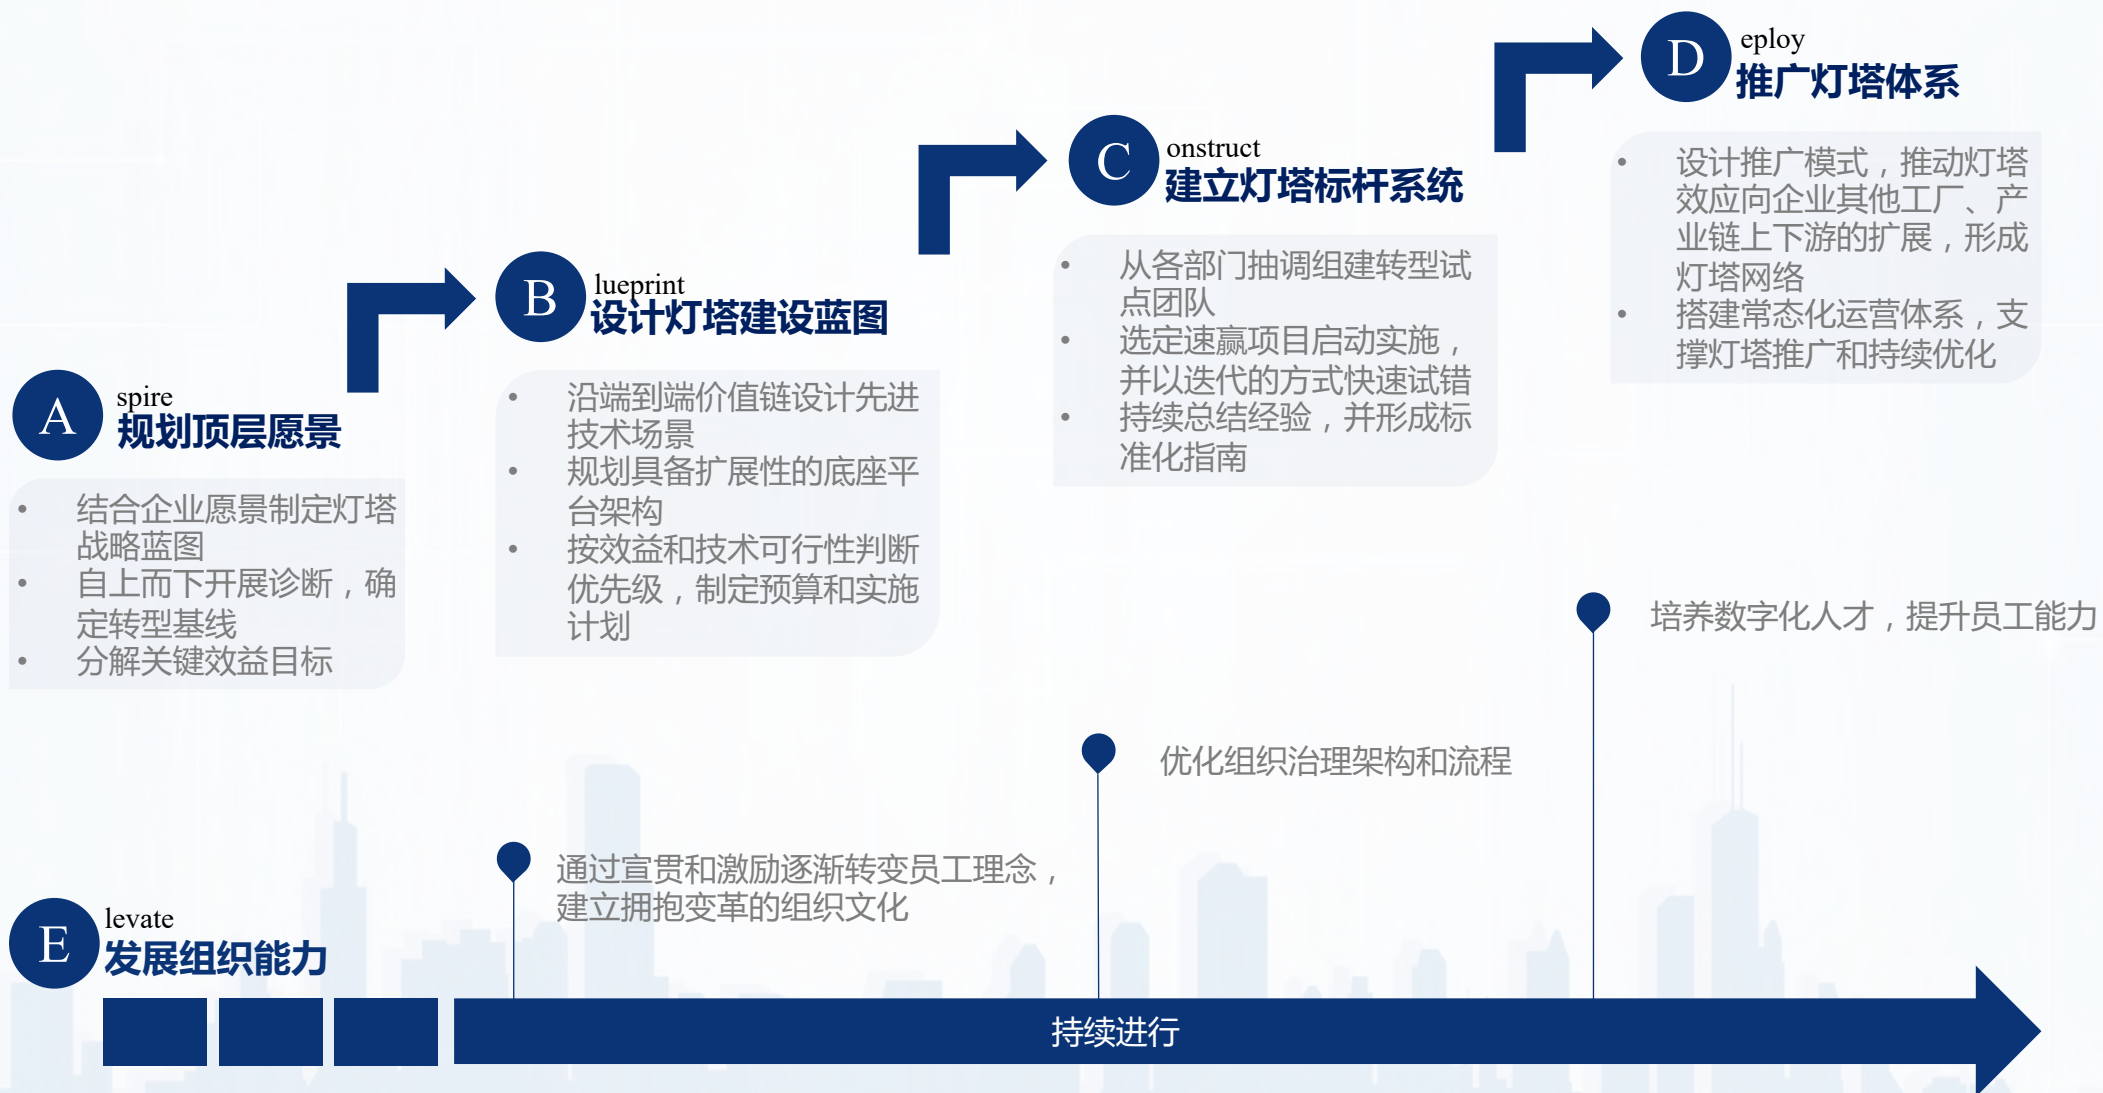 A spire
规划顶层愿景
• 结合企业愿景制定灯塔
战略蓝图
• 自上而下开展诊断，确
定转型基线
• 分解关键效益目标
B lueprint
设计灯塔建设蓝图
• 沿端到端价值链设计先进
技术场景
• 规划具备扩展性的底座平
台架构
• 按效益和技术可行性判断
优先级，制定预算和实施
计划
C onstruct
建立灯塔标杆系统
• 从各部门抽调组建转型试
点团队
• 选定速赢项目启动实施，
并以迭代的方式快速试错
• 持续总结经验，并形成标
准化指南
D eploy
推广灯塔体系
• 设计推广模式，推动灯塔
效应向企业其他工厂、产
业链上下游的扩展，形成
灯塔网络
• 搭建常态化运营体系，支
撑灯塔推广和持续优化
E levate
发展组织能力
通过宣贯和激励逐渐转变员工理念，
建立拥抱变革的组织文化
优化组织治理架构和流程
培养数字化人才，提升员工能力
持续进行